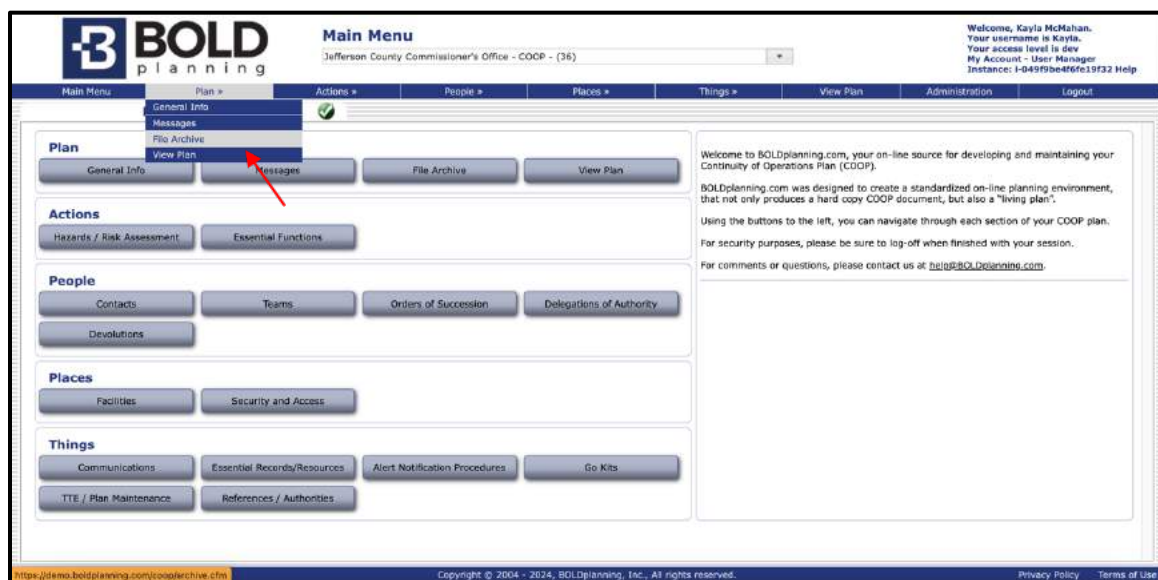 BOLD
planning
Main Menu
Jefferson County Commissioner's Office - COOP - (36)
Welcome, Kayla McMahan.
Your username is Kayla.
Your access level is dev
My Account - User Manager
Instance: i-049f9be4f6fe19f32 Help
Main Menu Plan » Actions » People » Places » Things » View Plan Administration Logout
General Info
Messages
File Archive
View Plan
Plan
General Info Messages File Archive View Plan
Actions
Hazards / Risk Assessment Essential Functions
People
Contacts Teams Orders of Succession Delegations of Authority
Devolutions
Places
Facilities Security and Access
Things
Communications Essential Records/Resources Alert Notification Procedures Go Kits
TTE / Plan Maintenance References / Authorities
Welcome to BOLDplanning.com, your on-line source for developing and maintaining your
Continuity of Operations Plan (COOP).
BOLDplanning.com was designed to create a standardized on-line planning environment,
that not only produces a hard copy COOP document, but also a "living plan".
Using the buttons to the left, you can navigate through each section of your COOP plan.
For security purposes, please be sure to log-off when finished with your session.
For comments or questions, please contact us at help@BOLDplanning.com.
https://demo.boldplanning.com/coop/archive.cfm
Copyright © 2004 - 2024, BOLDplanning, Inc., All rights reserved.
Privacy Policy Terms of Use